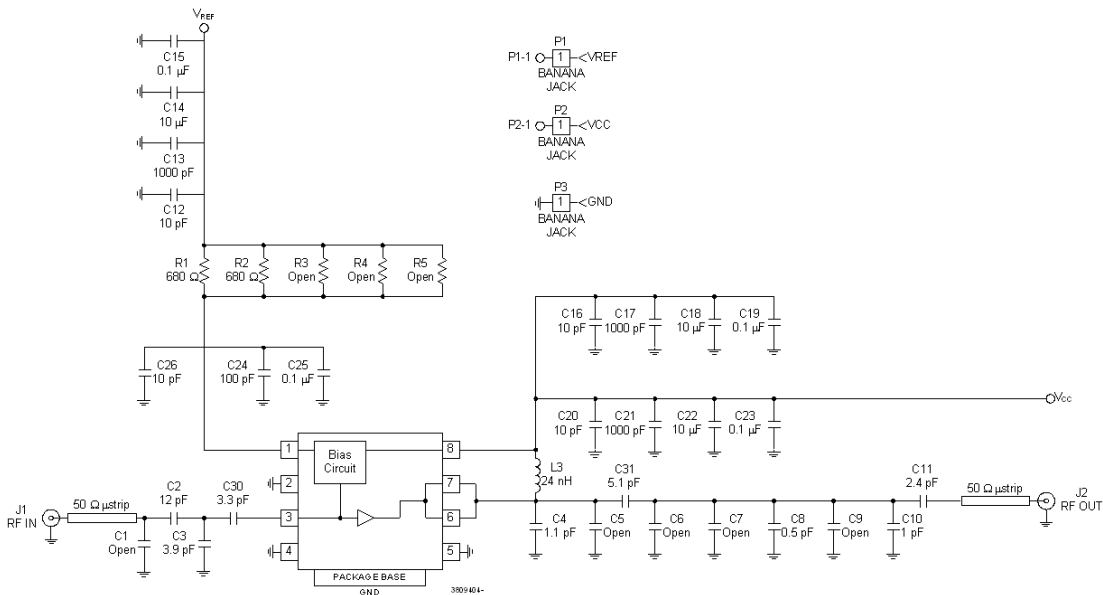 VREF
C15
0.1 µF
C14
10 µF
C13
1000 pF
C12
10 pF
P1
P1-1 1 VREF
BANANA
JACK
P2
P2-1 1 VCC
BANANA
JACK
P3
1 GND
BANANA
JACK
R1
680 Ω
R2
680 Ω
R3
Open
R4
Open
R5
Open
C16
10 pF
C17
1000 pF
C18
10 µF
C19
0.1 µF
C26
10 pF
C24
100 pF
C25
0.1 µF
VCC
C20
10 pF
C21
1000 pF
C22
10 µF
C23
0.1 µF
1
Bias
Circuit
8
2
7
3
6
4
5
PACKAGE BASE
GND
3809404-
L3
24 nH
J1
RF IN
50 Ω µstrip
C1
Open
C2
12 pF
C3
3.9 pF
C30
3.3 pF
C31
5.1 pF
C4
1.1 pF
C5
Open
C6
Open
C7
Open
C8
0.5 pF
C9
Open
C10
1 pF
C11
2.4 pF
50 Ω µstrip
J2
RF OUT